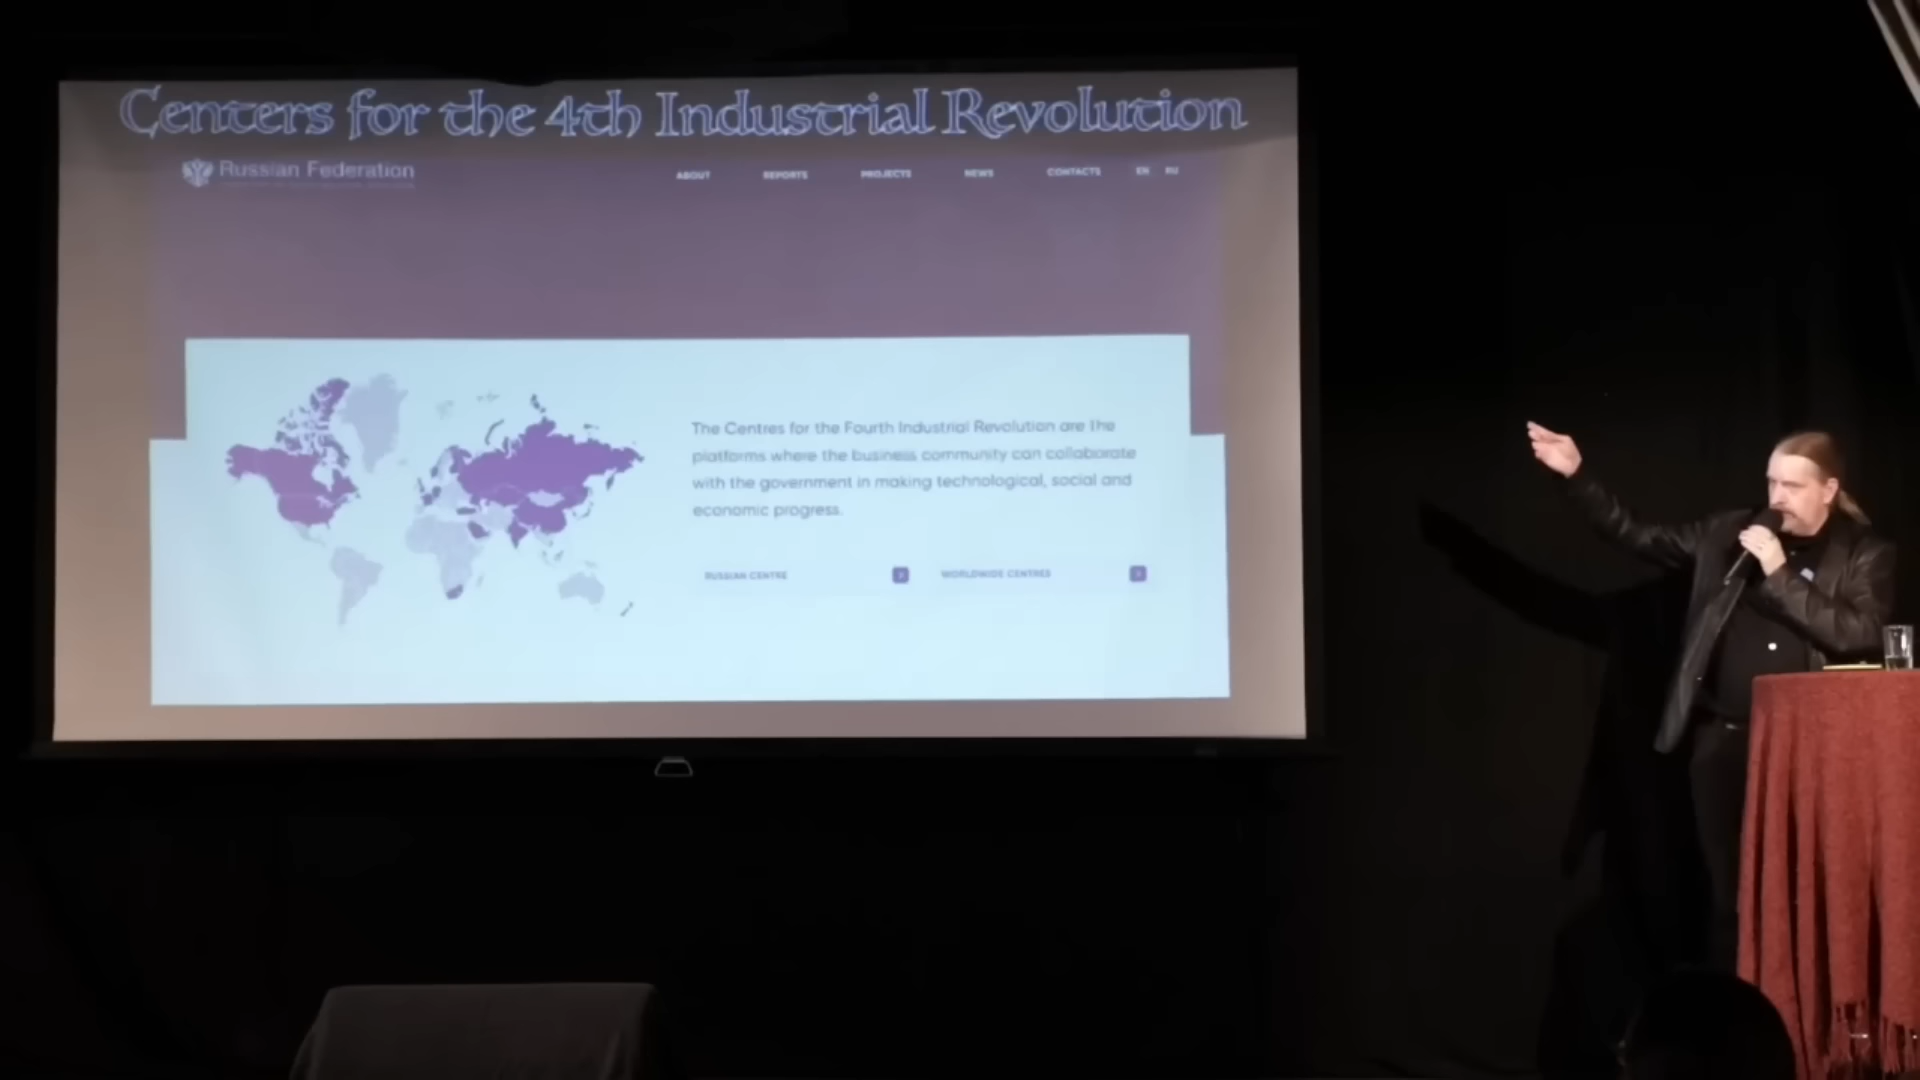 Centers for the 4th Industrial Revolution
Russian Federation
ABOUT REPORTS PROJECTS NEWS CONTACTS EN RU
The Centres for the Fourth Industrial Revolution are the
platforms where the business community can collaborate
with the government in making technological, social and
economic progress.
RUSSIAN CENTRE WORLDWIDE CENTRES